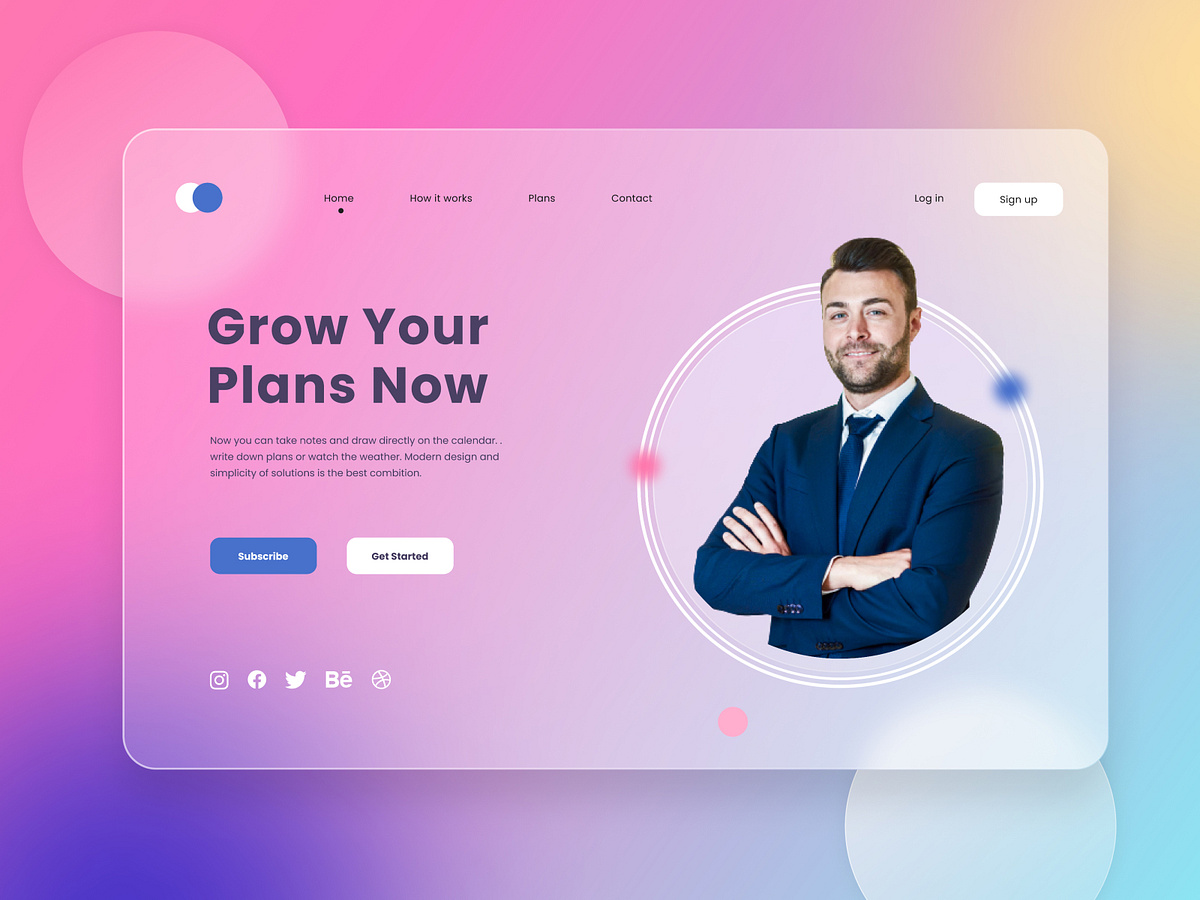 Home How it works Plans Contact Log in Sign up
Grow Your
Plans Now
Now you can take notes and draw directly on the calendar. .
write down plans or watch the weather. Modern design and
simplicity of solutions is the best combition.
Subscribe Get Started
Bē